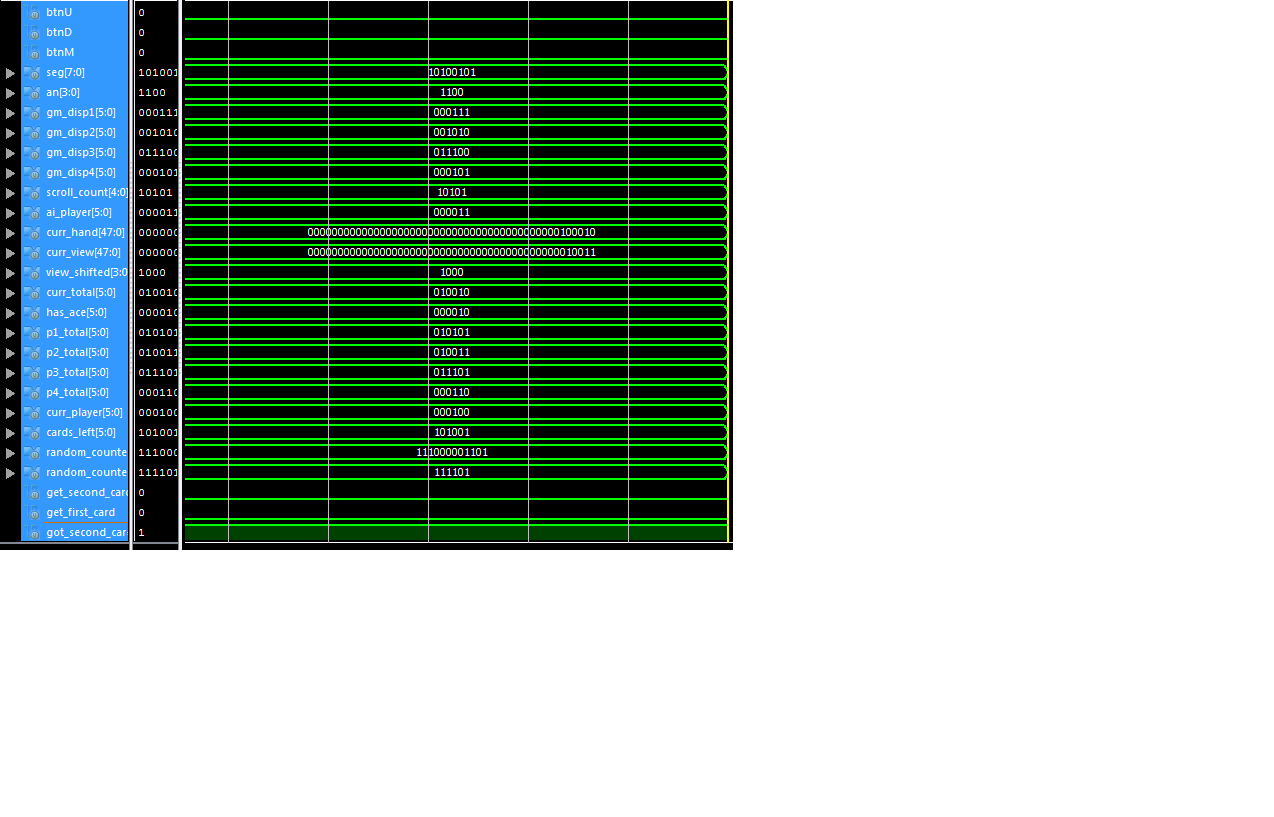 btnU 0
btnD 0
btnM 0
seg[7:0] 101001 10100101
an[3:0] 1100 1100
gm_disp1[5:0] 000111 000111
gm_disp2[5:0] 001010 001010
gm_disp3[5:0] 011100 011100
gm_disp4[5:0] 000101 000101
scroll_count[4:0] 10101 10101
ai_player[5:0] 000011 000011
curr_hand[47:0] 000000 000000000000000000000000000000000000000000100010
curr_view[47:0] 000000 000000000000000000000000000000000000000000010011
view_shifted[3:0 1000 1000
curr_total[5:0] 010010 010010
has_ace[5:0] 000010 000010
p1_total[5:0] 010101 010101
p2_total[5:0] 010011 010011
p3_total[5:0] 011101 011101
p4_total[5:0] 000110 000110
curr_player[5:0] 000100 000100
cards_left[5:0] 101001 101001
random_counte 111000 111000001101
random_counte 111101 111101
get_second_card 0
get_first_card 0
got_second_car 1